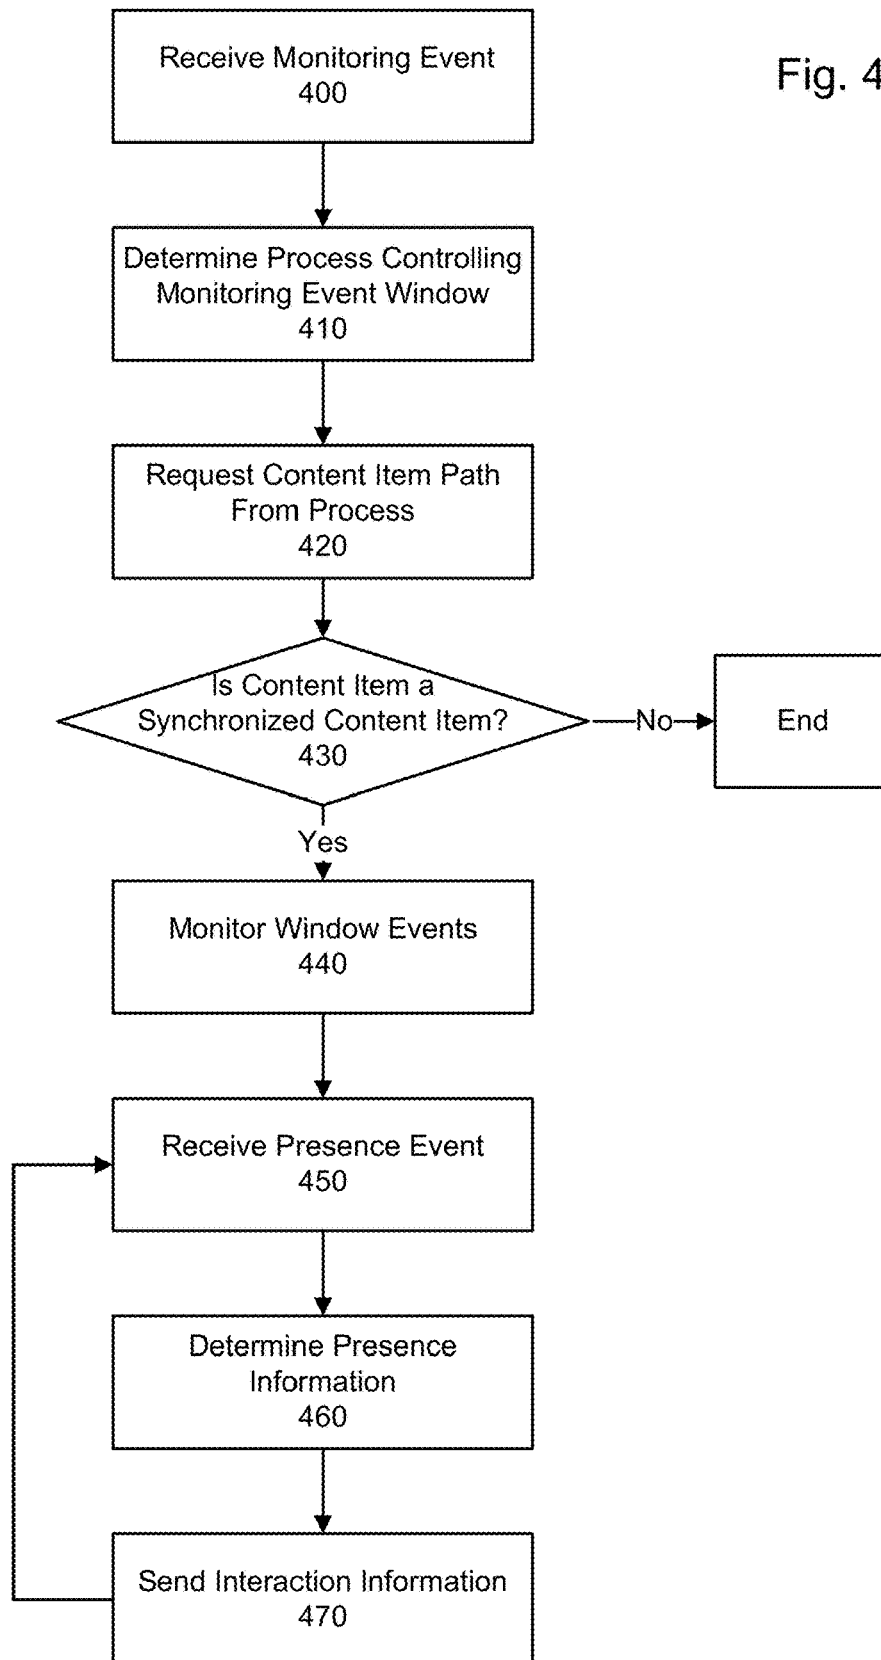 Receive Monitoring Event
400
Fig. 4
Determine Process Controlling
Monitoring Event Window
410
Request Content Item Path
From Process
420
Is Content Item a
Synchronized Content Item?
430
No
End
Yes
Monitor Window Events
440
Receive Presence Event
450
Determine Presence
Information
460
Send Interaction Information
470